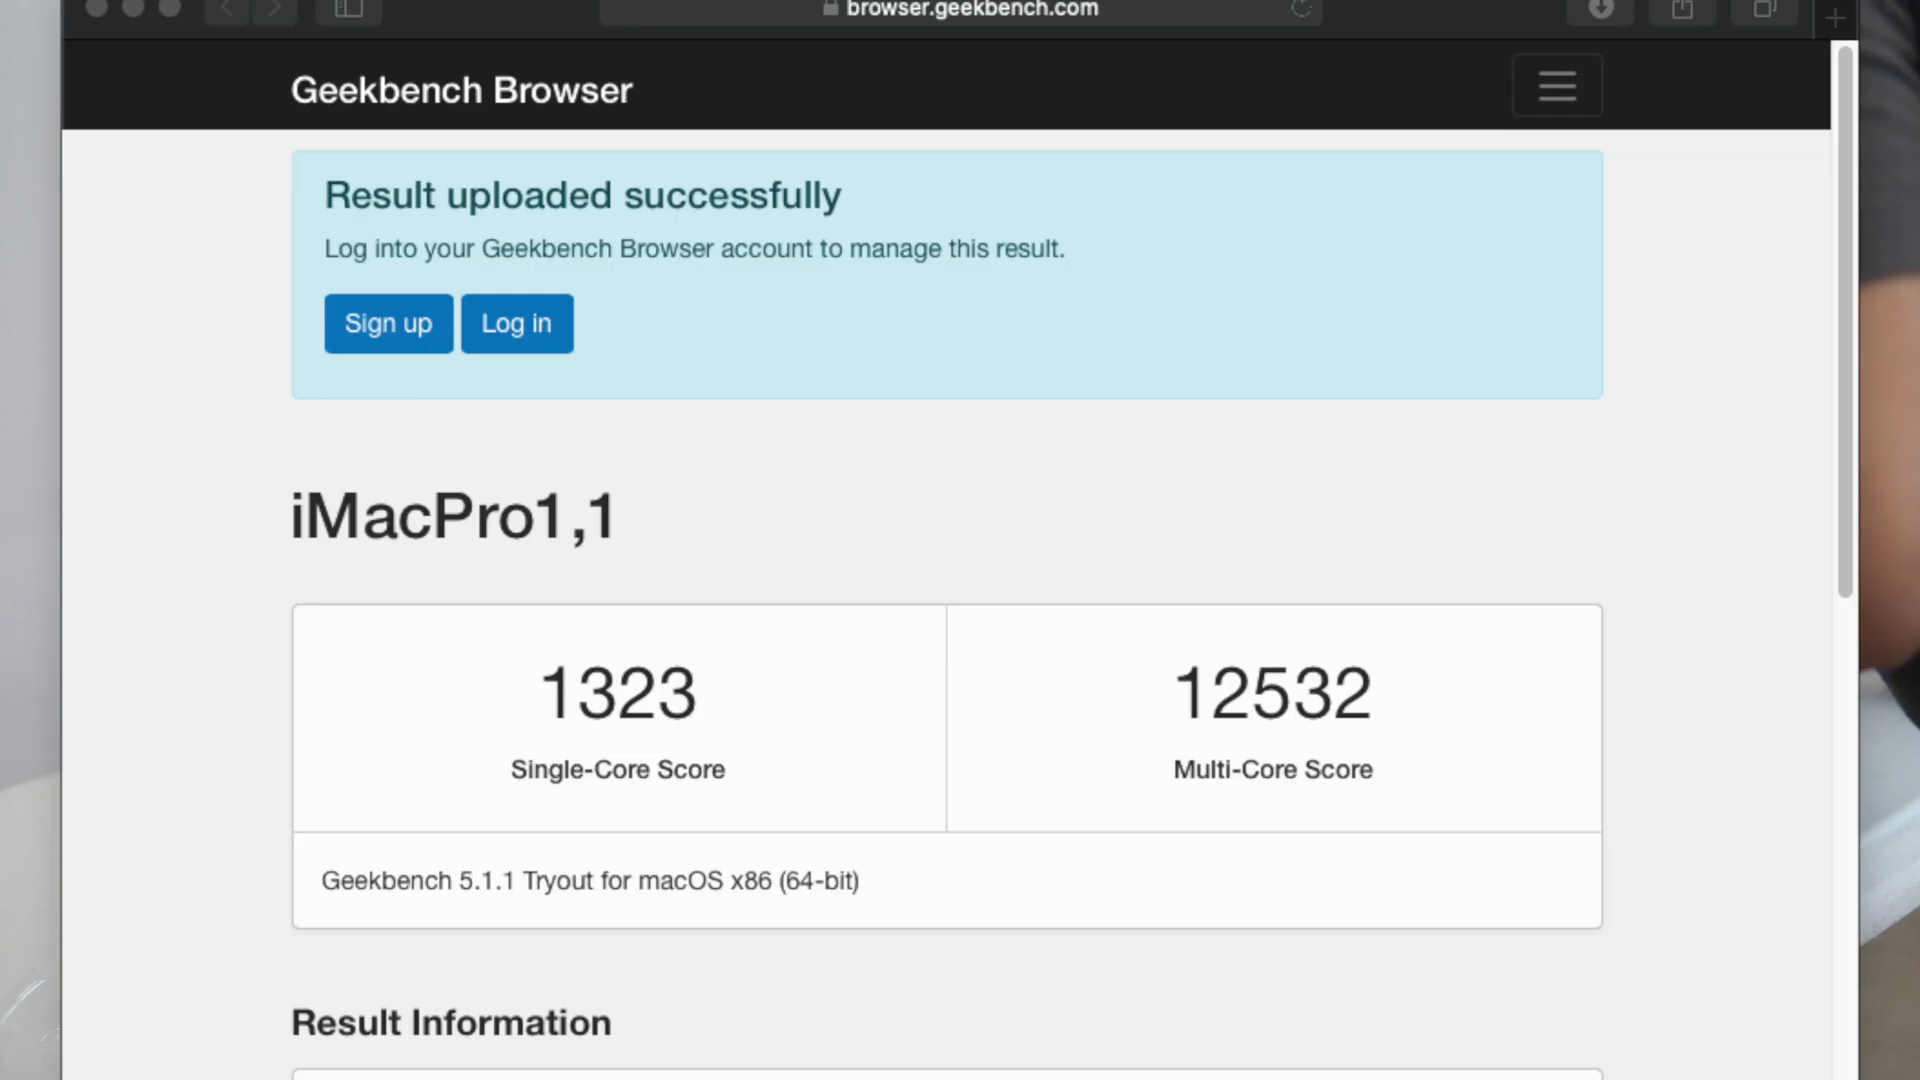 browser.geekbench.com
Geekbench Browser
Result uploaded successfully
Log into your Geekbench Browser account to manage this result.
Sign up Log in
iMacPro1,1
1323 12532
Single-Core Score Multi-Core Score
Geekbench 5.1.1 Tryout for macOS x86 (64-bit)
Result Information